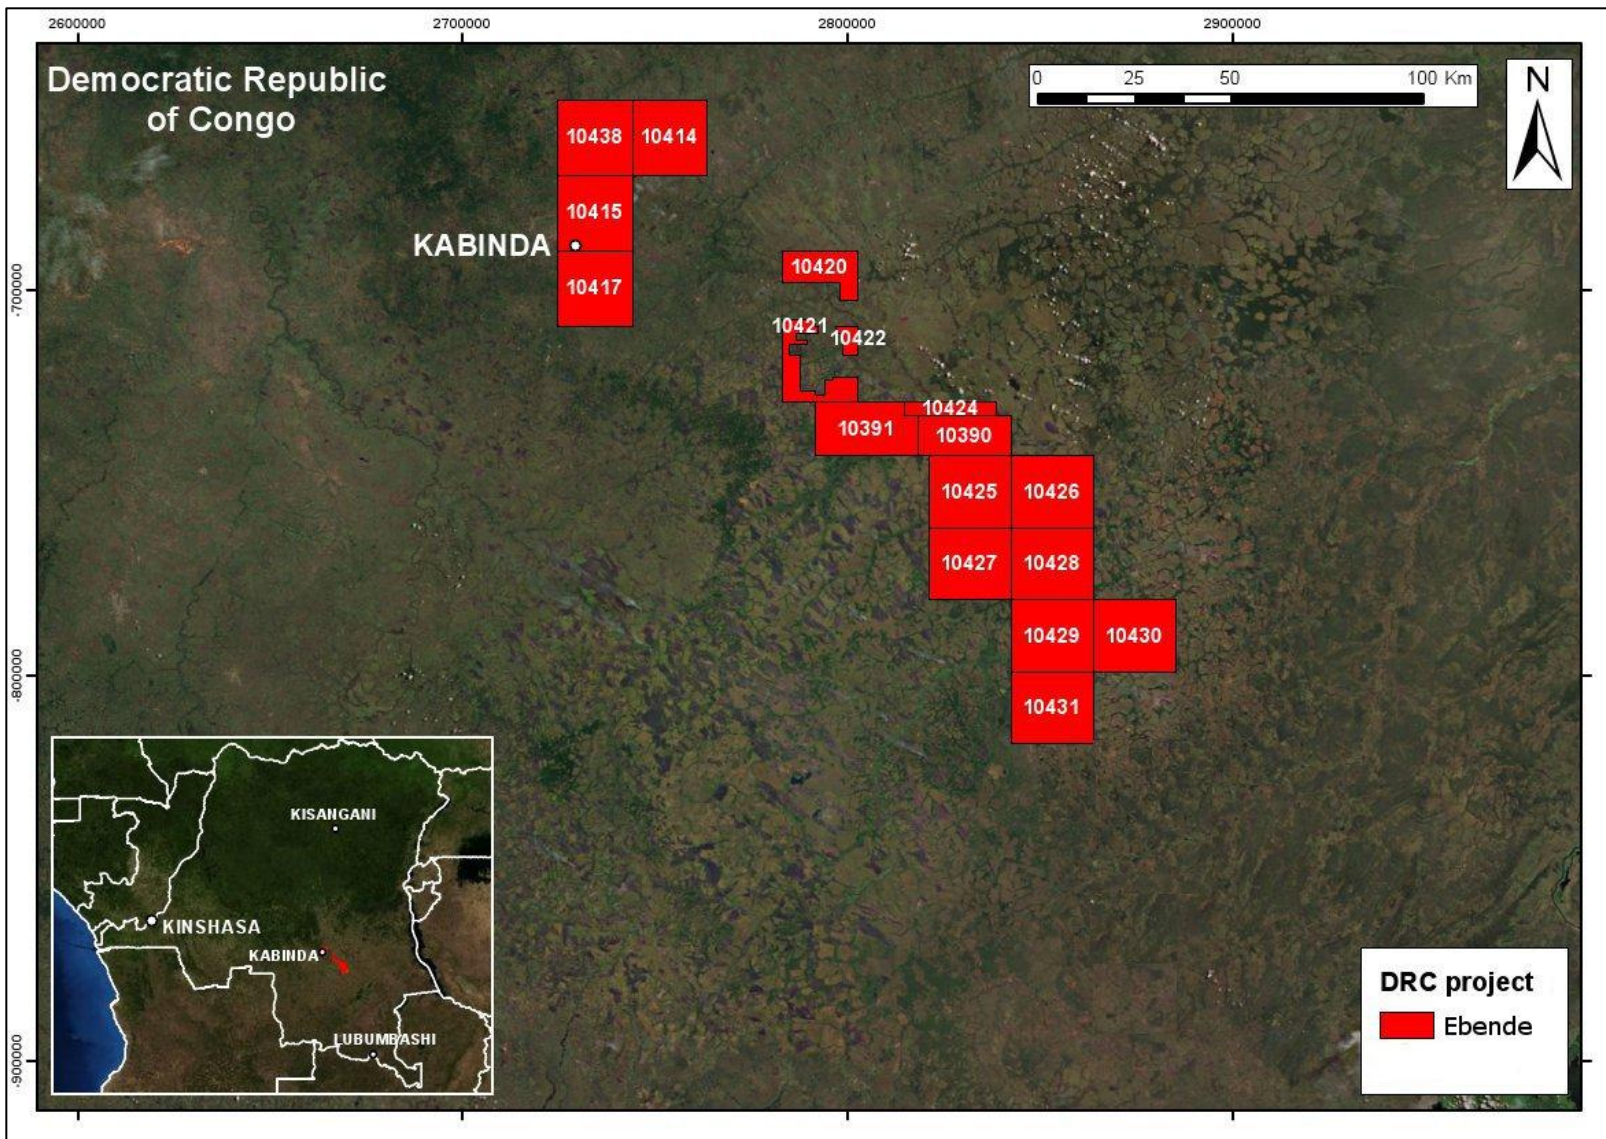 2600000
2700000
2800000
2900000
Democratic Republic
of Congo
0
25
50
100 Km
N
10438
10414
10415
KABINDA
10417
10420
10421
10422
10424
10391
10390
10425
10426
10427
10428
10429
10430
10431
-700000
-800000
-900000
KISANGANI
KINSHASA
KABINDA
LUBUMBASHI
DRC project
Ebende